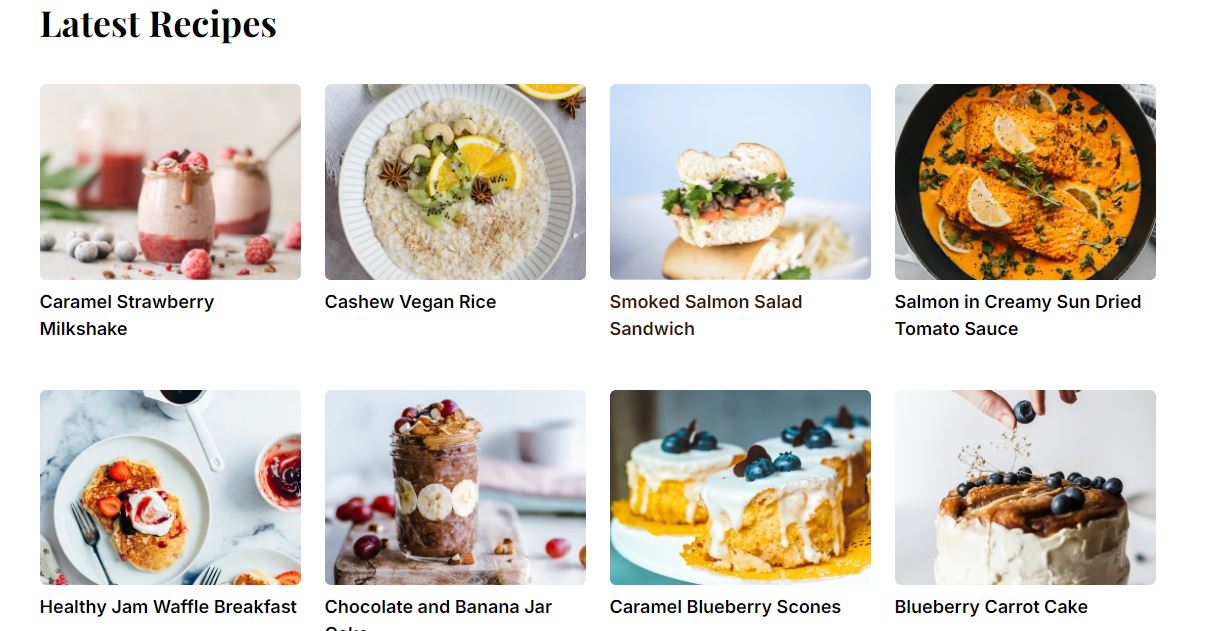 Latest Recipes
Caramel Strawberry
Milkshake
Cashew Vegan Rice
Smoked Salmon Salad
Sandwich
Salmon in Creamy Sun Dried
Tomato Sauce
Healthy Jam Waffle Breakfast
Chocolate and Banana Jar
Cake
Caramel Blueberry Scones
Blueberry Carrot Cake